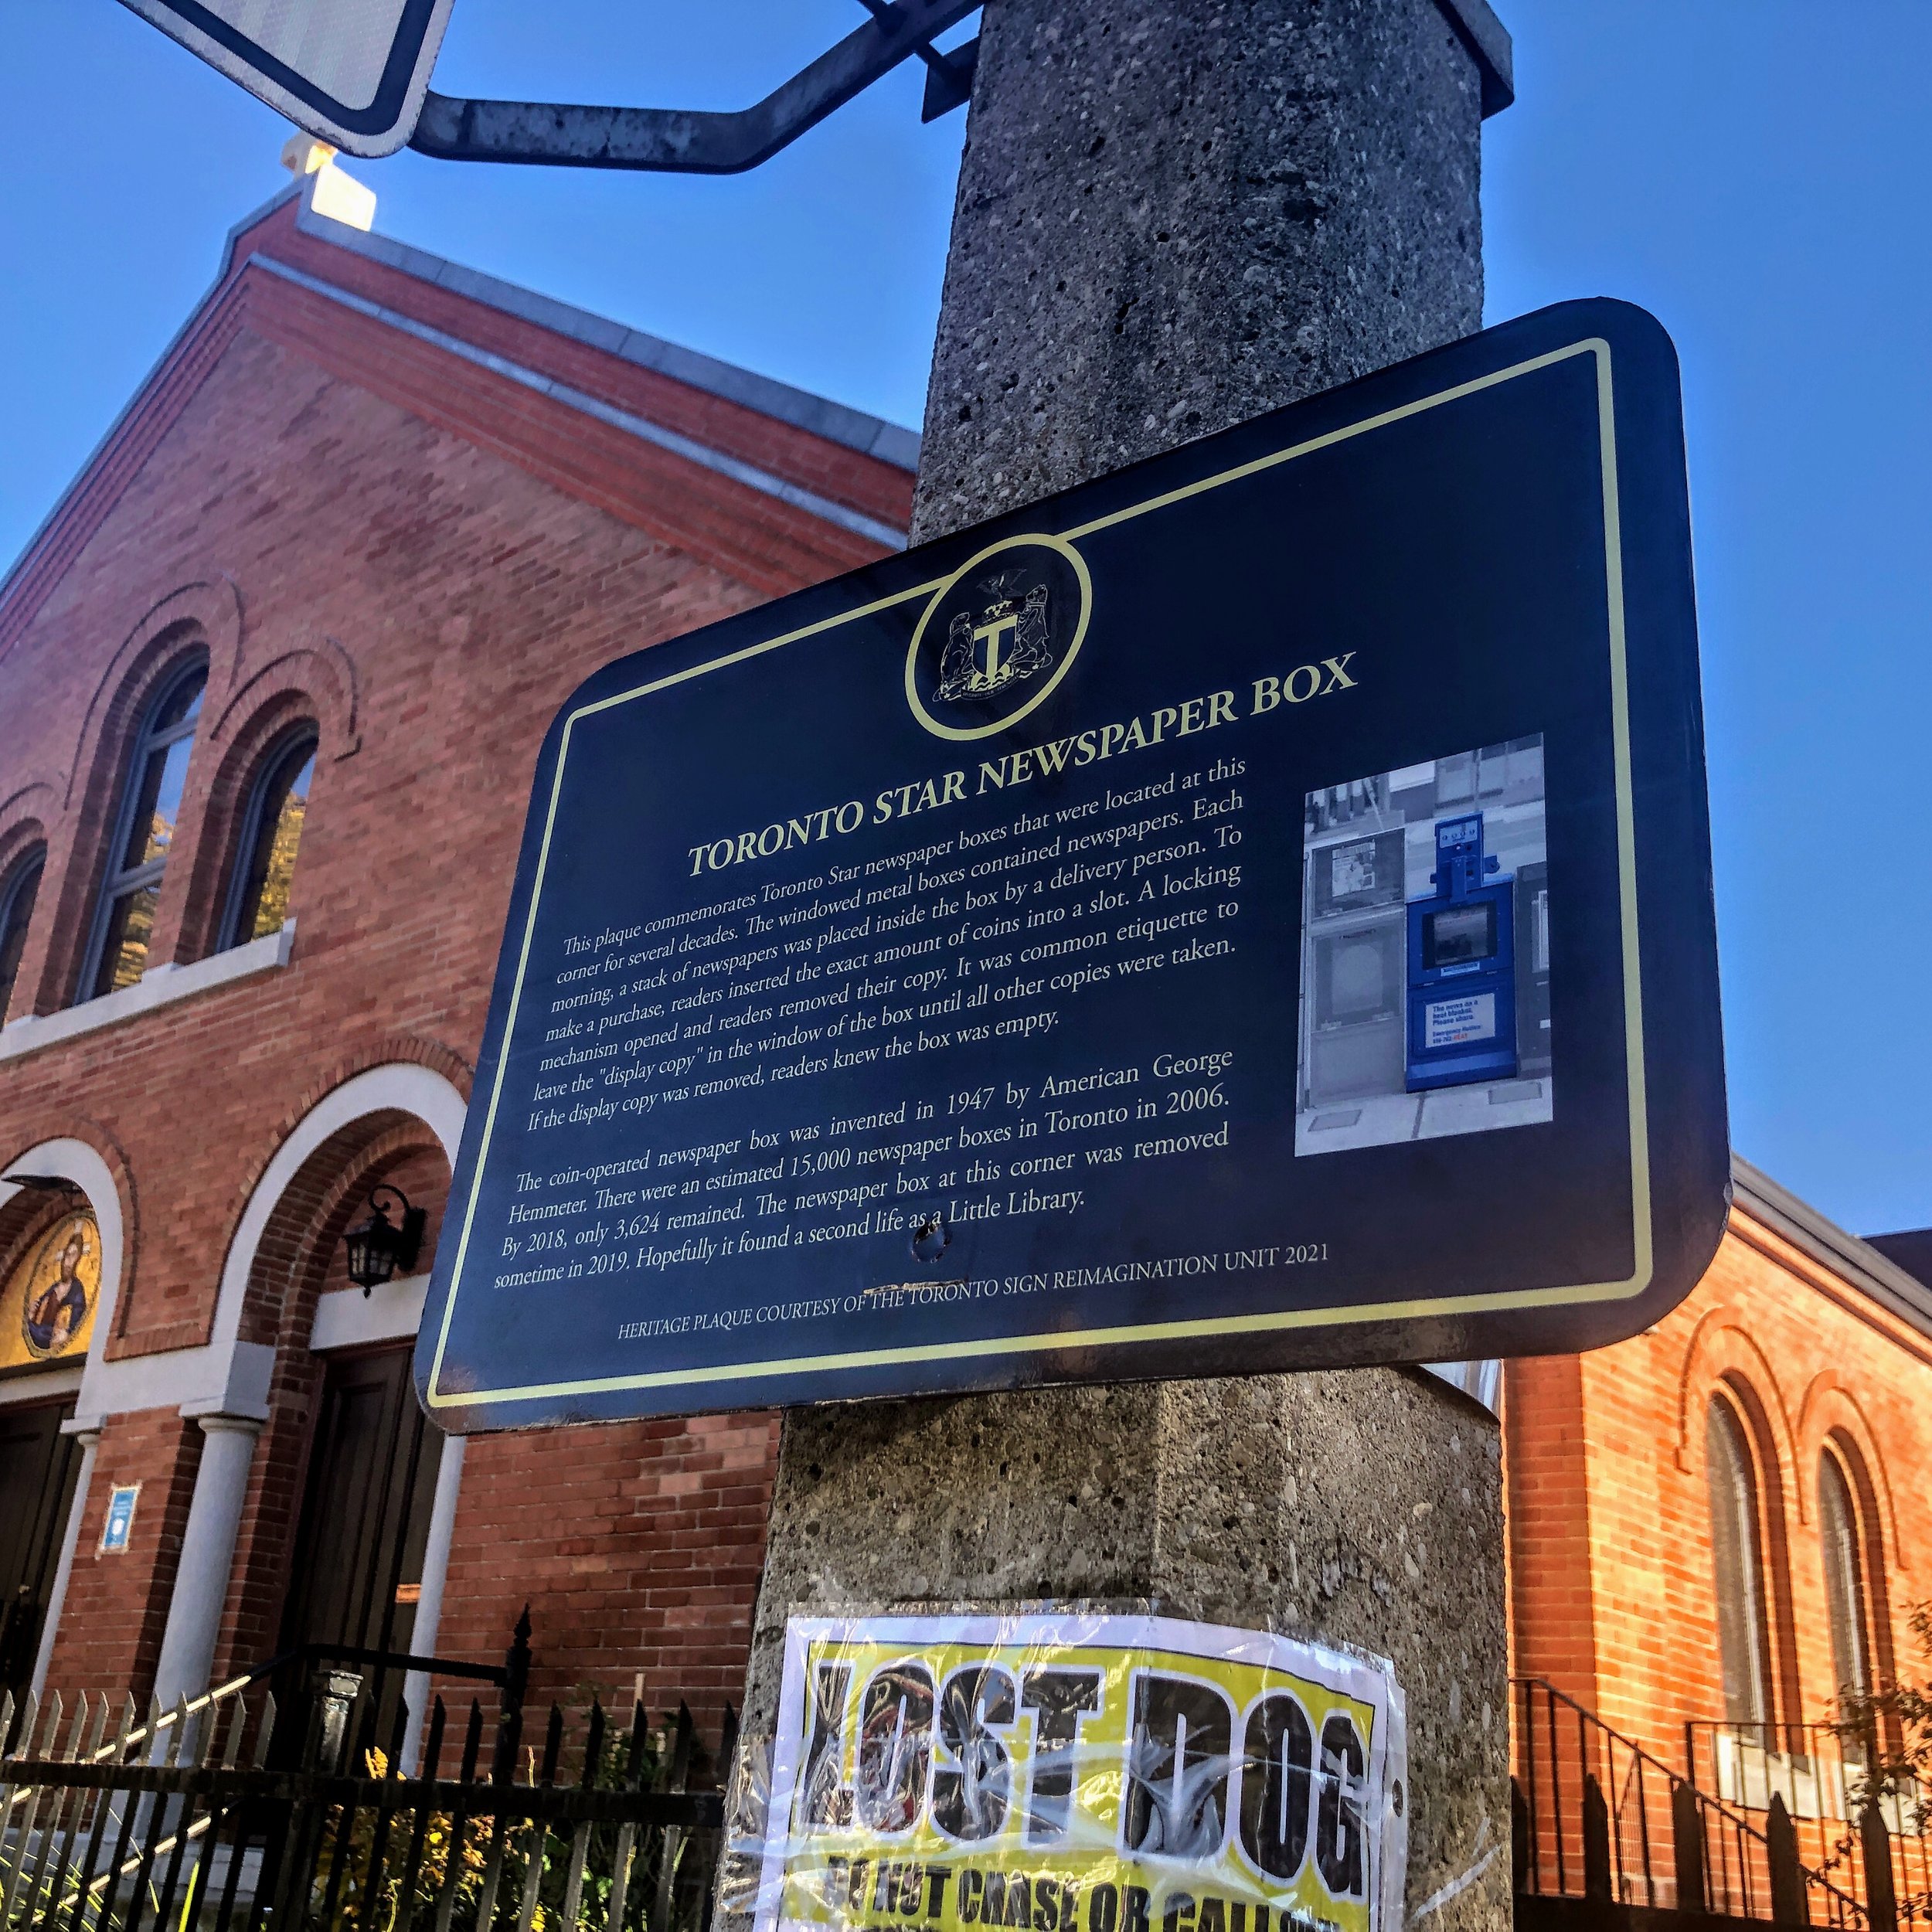 TORONTO STAR NEWSPAPER BOX
This plaque commemorates Toronto Star newspaper boxes that were located at this
corner for several decades. The windowed metal boxes contained newspapers. Each
morning, a stack of newspapers was placed inside the box by a delivery person. To
make a purchase, readers inserted the exact amount of coins into a slot. A locking
mechanism opened and readers removed their copy. It was common etiquette to
leave the "display copy" in the window of the box until all other copies were taken.
If the display copy was removed, readers knew the box was empty.
The coin-operated newspaper box was invented in 1947 by American George
Hemmeter. There were an estimated 15,000 newspaper boxes in Toronto in 2006.
By 2018, only 3,624 remained. The newspaper box at this corner was removed
sometime in 2019. Hopefully it found a second life as a Little Library.
HERITAGE PLAQUE COURTESY OF THE TORONTO SIGN REIMAGINATION UNIT 2021
T
The news on a
heat blanket.
Please share.
LOST DOG
NOT CHASE OR CALL